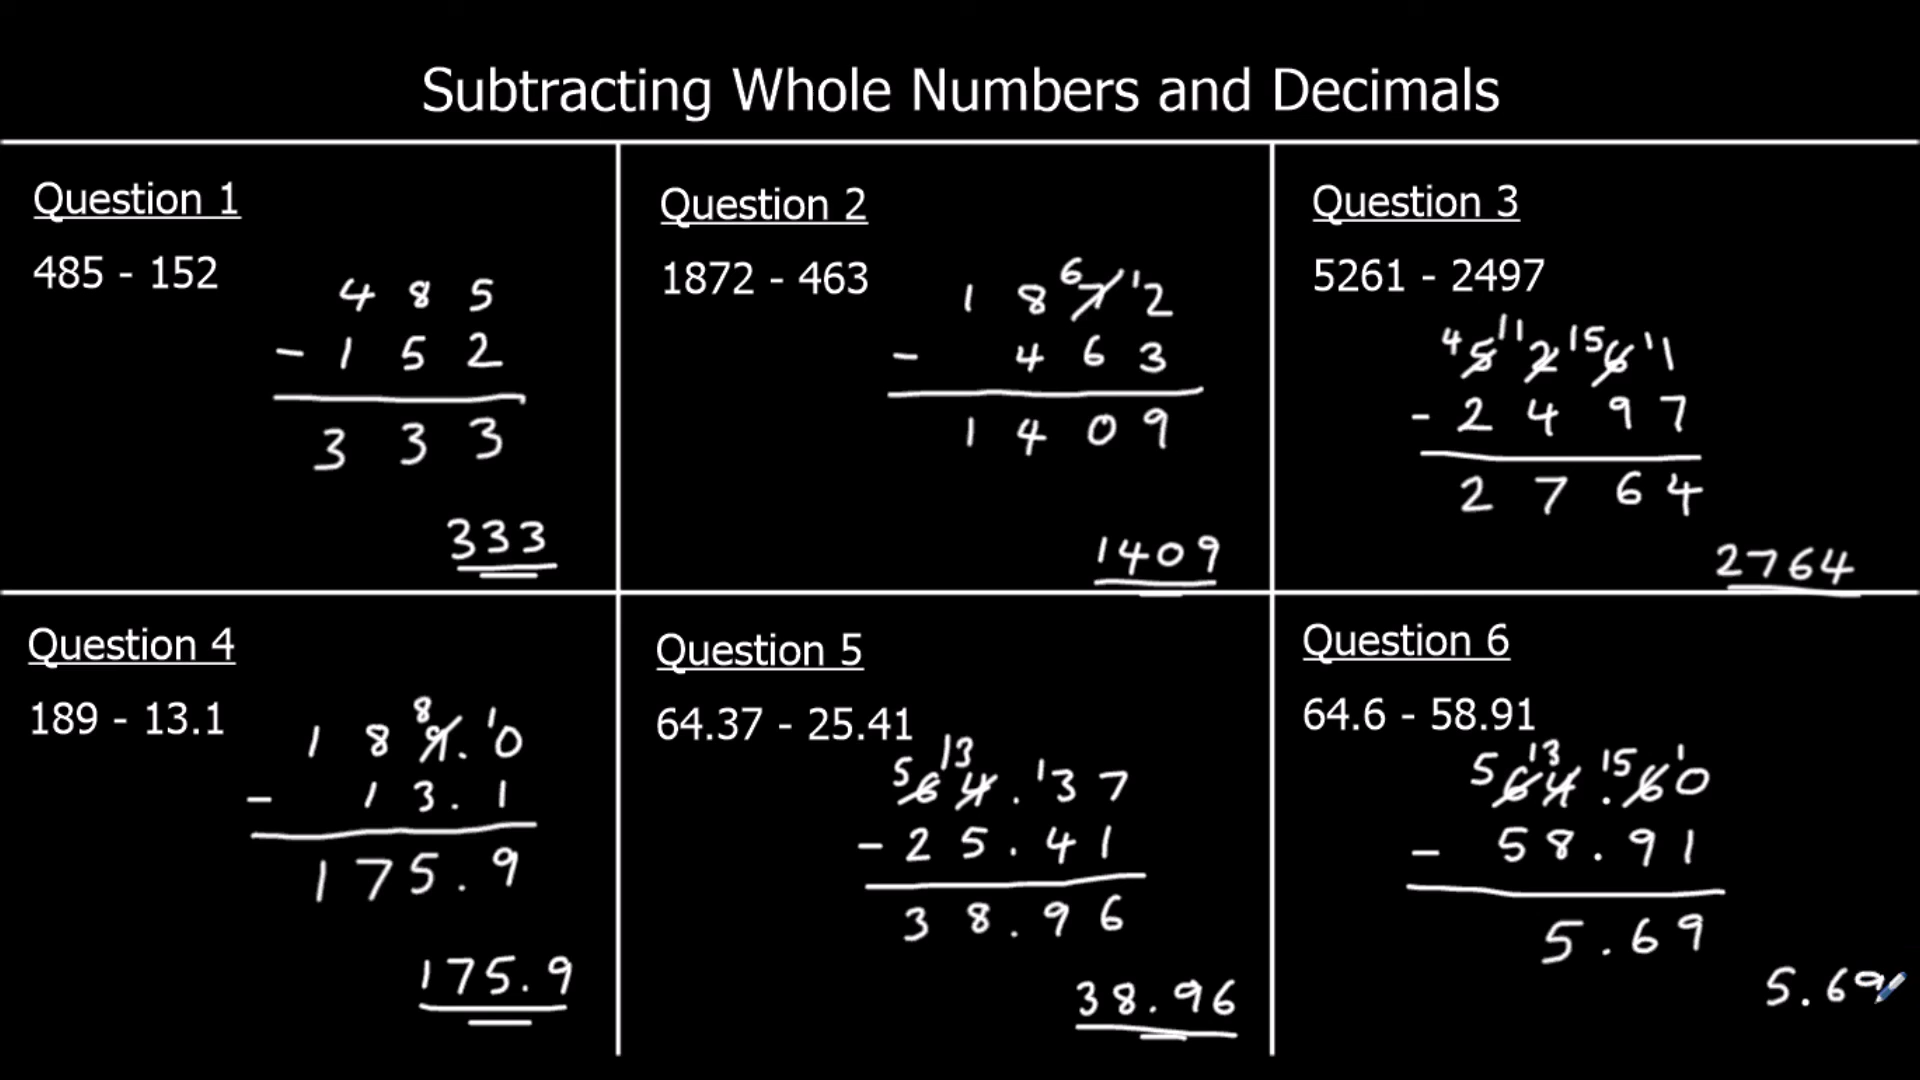 Subtracting Whole Numbers and Decimals
Question 1
485 - 152
4 8 5
- 1 5 2
3 3 3
333
Question 2
1872 - 463
1 8 6 7 1 2
- 4 6 3
1 4 0 9
1409
Question 3
5261 - 2497
4 5 11 2 15 6 1 1
- 2 4 9 7
2 7 6 4
2764
Question 4
189 - 13.1
1 8 8 9 . 1 0
- 1 3 . 1
1 7 5 . 9
175.9
Question 5
64.37 - 25.41
5 6 13 4 . 1 3 7
- 2 5 . 4 1
3 8 . 9 6
38.96
Question 6
64.6 - 58.91
5 6 13 4 . 15 6 1 0
- 5 8 . 9 1
5 . 6 9
5.69